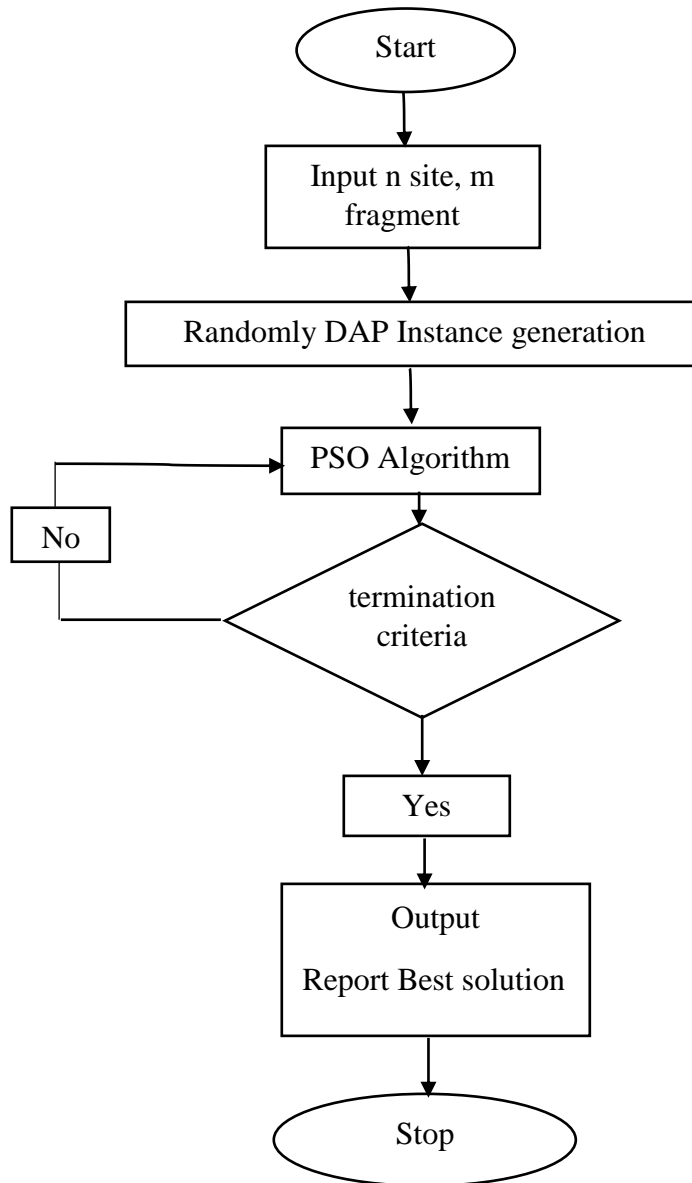 Start
Input n site, m
fragment
Randomly DAP Instance generation
PSO Algorithm
No
termination
criteria
Yes
Output
Report Best solution
Stop